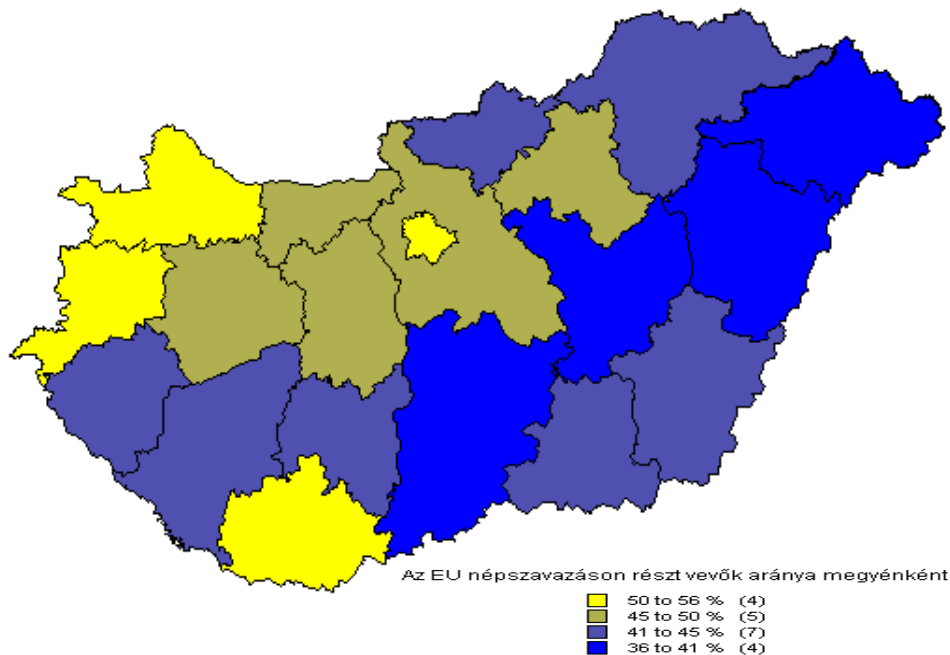 Az EU népszavazáson részt vevők aránya megyénként
50 to 56 % (4)
45 to 50 % (5)
41 to 45 % (7)
36 to 41 % (4)